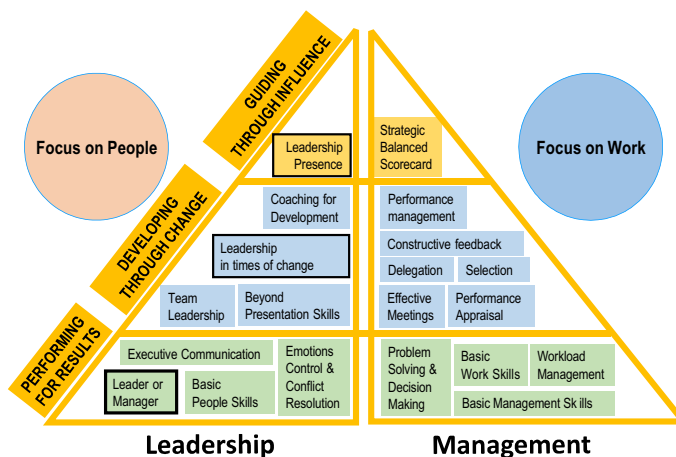 GUIDING
THROUGH INFLUENCE
Focus on People
Focus on Work
Leadership
Presence
Strategic
Balanced
Scorecard
DEVELOPING
THROUGH CHANGE
Coaching for
Development
Performance
management
Leadership
in times of change
Constructive feedback
Delegation
Selection
Team
Leadership
Beyond
Presentation Skills
Effective
Meetings
Performance
Appraisal
PERFORMING
FOR RESULTS
Executive Communication
Emotions
Control &
Conflict
Resolution
Leader or
Manager
Basic
People Skills
Problem
Solving &
Decision
Making
Basic
Work Skills
Workload
Management
Basic Management Skills
Leadership
Management